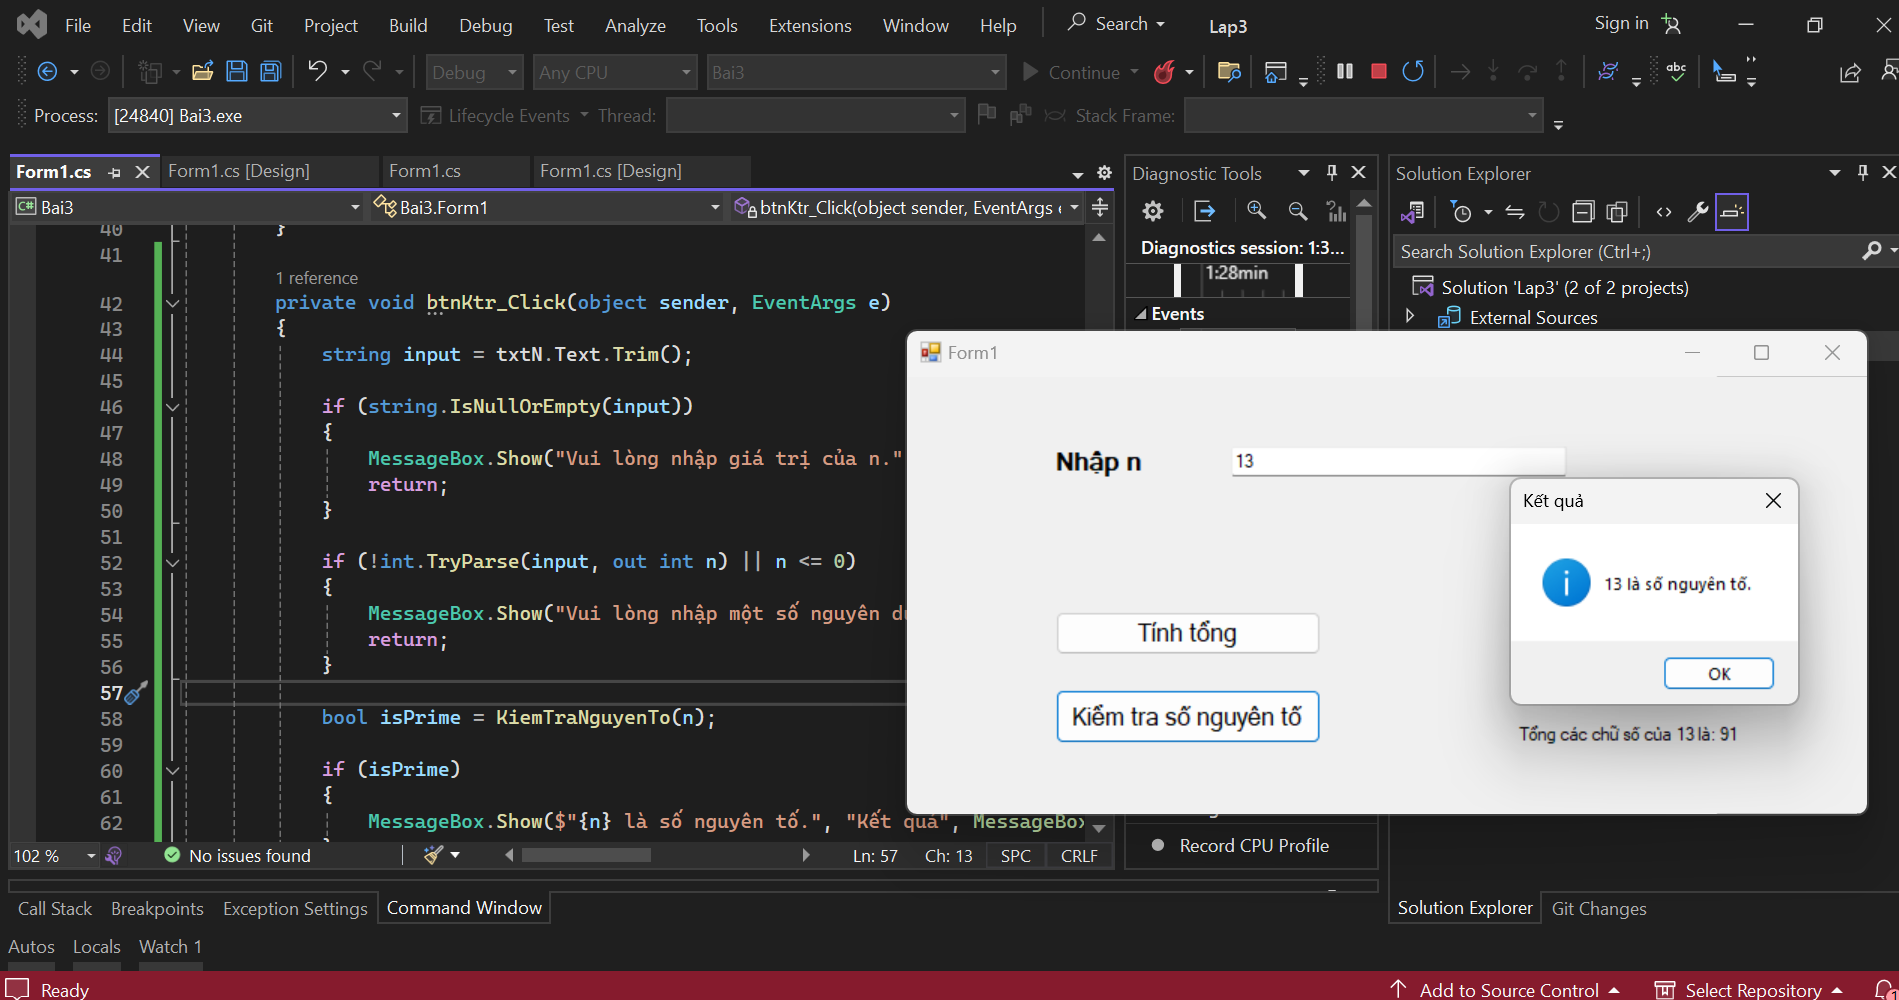 File Edit View Git Project Build Debug Test Analyze Tools Extensions Window Help Search Lap3 Sign in
Debug Any CPU Bai3 Continue
Process: [24840] Bai3.exe Lifecycle Events Thread: Stack Frame:
Form1.cs Form1.cs [Design] Form1.cs Form1.cs [Design]
C# Bai3 Bai3.Form1 btnKtr_Click(object sender, EventArgs
40 }
41
1 reference
42 private void btnKtr_Click(object sender, EventArgs e)
43 {
44 string input = txtN.Text.Trim();
45
46 if (string.IsNullOrEmpty(input))
47 {
48 MessageBox.Show("Vui lòng nhập giá trị của n."
49 return;
50 }
51
52 if (!int.TryParse(input, out int n) || n <= 0)
53 {
54 MessageBox.Show("Vui lòng nhập một số nguyên
55 return;
56 }
57
58 bool isPrime = KiemTraNguyenTo(n);
59
60 if (isPrime)
61 {
62 MessageBox.Show($"{n} là số nguyên tố.", "Kết quả", MessageBox
102 % No issues found Ln: 57 Ch: 13 SPC CRLF
Diagnostic Tools
Diagnostics session: 1:3...
1:28min
Events
Record CPU Profile
Solution Explorer
Search Solution Explorer (Ctrl+;)
Solution 'Lap3' (2 of 2 projects)
External Sources
Form1
Nhập n 13
Tính tổng
Kiểm tra số nguyên tố
Kết quả
13 là số nguyên tố.
OK
Tổng các chữ số của 13 là: 91
Call Stack Breakpoints Exception Settings Command Window
Solution Explorer Git Changes
Autos Locals Watch 1
Ready Add to Source Control Select Repository